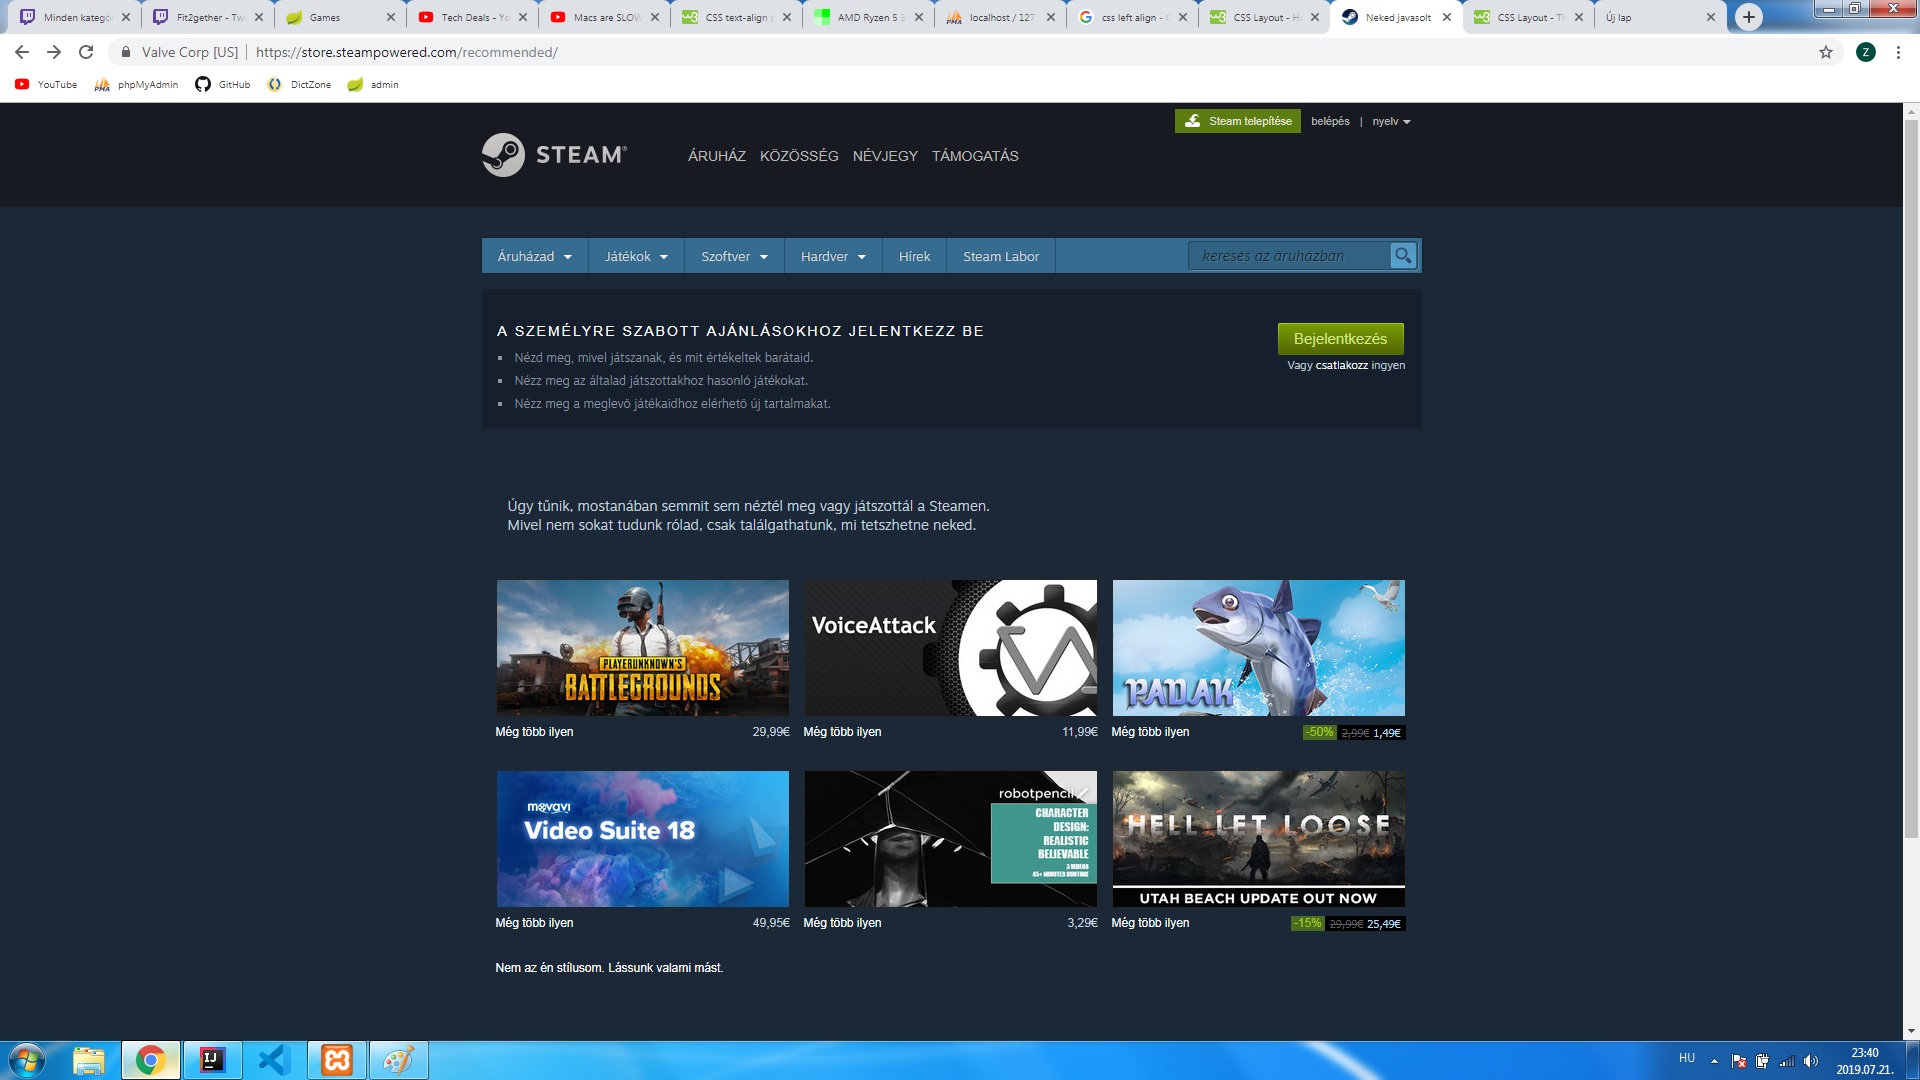 Minden kategó
Fit2gether - Tw
Games
Tech Deals - Yo
Macs are SLOW
CSS text-align p
AMD Ryzen 5 3
localhost / 127
css left align - G
CSS Layout - H
Neked javasolt
CSS Layout - Th
Új lap
Valve Corp [US] | https://store.steampowered.com/recommended/
Z
YouTube
phpMyAdmin
GitHub
DictZone
admin
Steam telepítése
belépés | nyelv
STEAM
ÁRUHÁZ KÖZÖSSÉG NÉVJEGY TÁMOGATÁS
Áruházad
Játékok
Szoftver
Hardver
Hírek
Steam Labor
keresés az áruházban
A SZEMÉLYRE SZABOTT AJÁNLÁSOKHOZ JELENTKEZZ BE
Nézd meg, mivel játszanak, és mit értékeltek barátaid.
Nézz meg az általad játszottakhoz hasonló játékokat.
Nézz meg a meglevő játékaidhoz elérhető új tartalmakat.
Bejelentkezés
Vagy csatlakozz ingyen
Úgy tűnik, mostanában semmit sem néztél meg vagy játszottál a Steamen.
Mivel nem sokat tudunk rólad, csak találgathatunk, mi tetszhetne neked.
PLAYERUNKNOWN'S
BATTLEGROUNDS
VoiceAttack
PADAK
Még több ilyen 29,99€
Még több ilyen 11,99€
Még több ilyen -50% 2,99€ 1,49€
movavi
Video Suite 18
robotpencil
CHARACTER
DESIGN:
REALISTIC
BELIEVABLE
3 VIDEOS
45+ MINUTES RUNTIME
HELL LET LOOSE
UTAH BEACH UPDATE OUT NOW
Még több ilyen 49,95€
Még több ilyen 3,29€
Még több ilyen -15% 29,99€ 25,49€
Nem az én stílusom. Lássunk valami mást.
HU
23:40
2019.07.21.